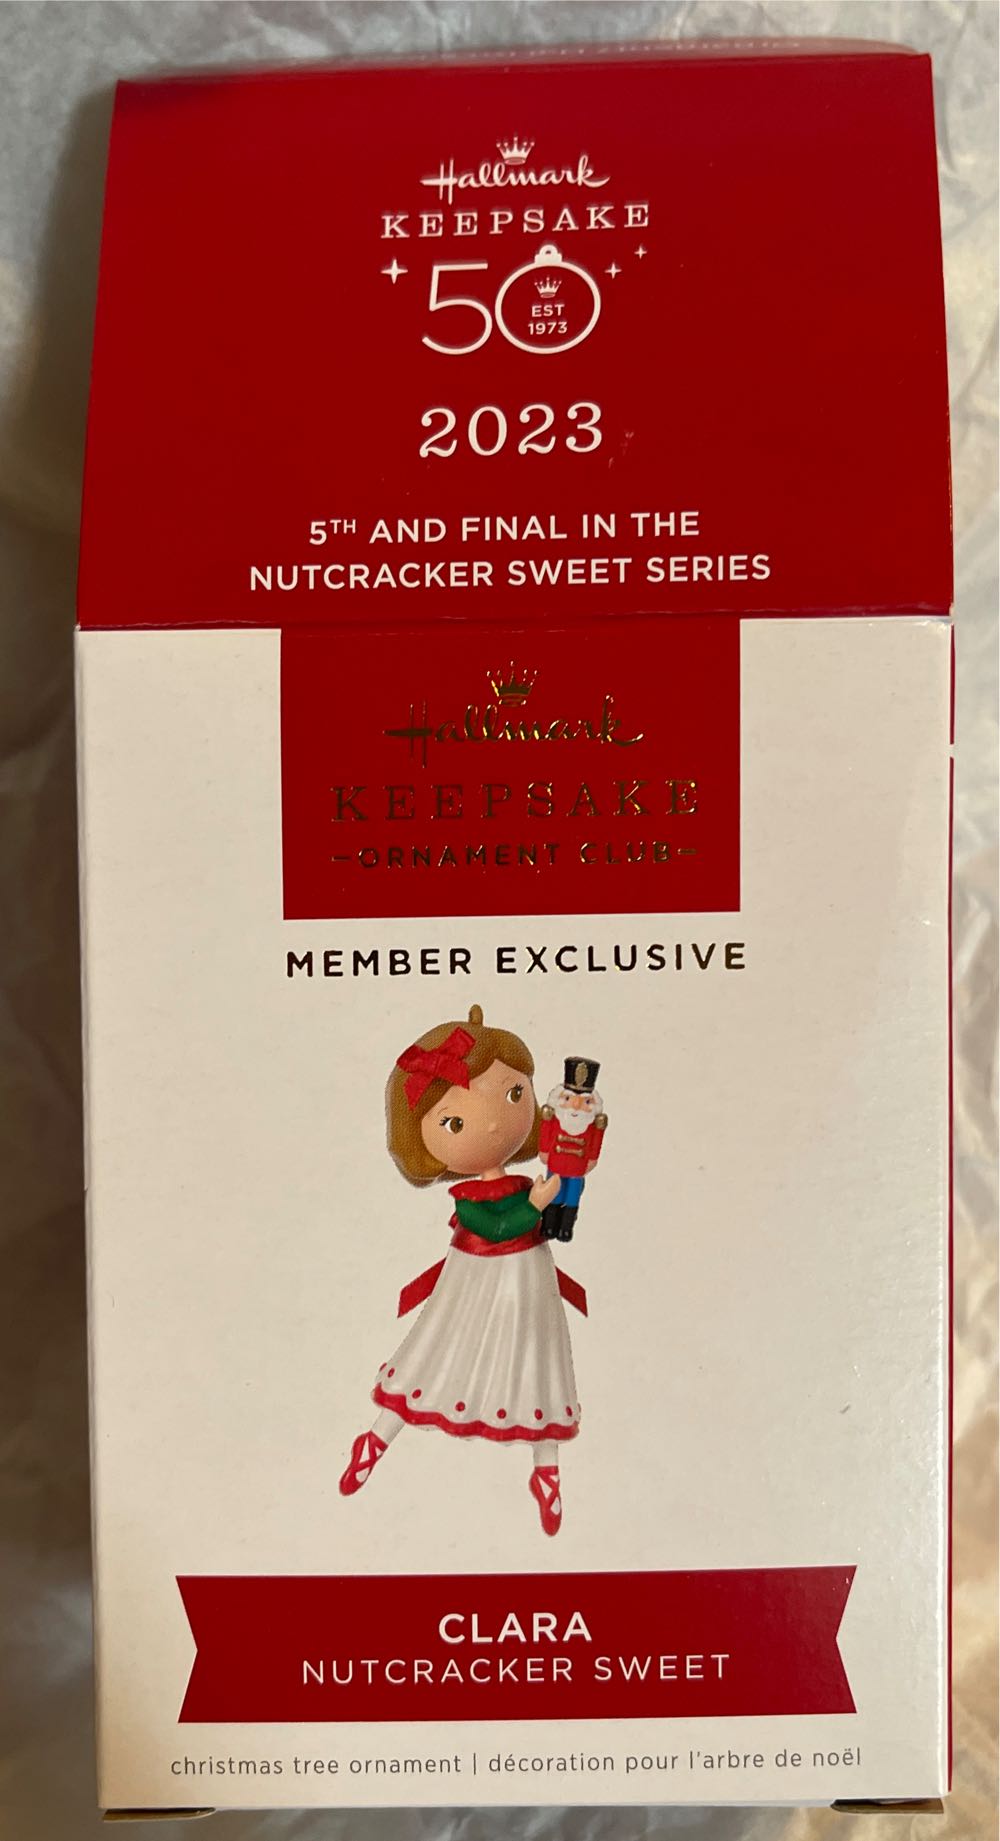 Hallmark
KEEPSAKE
50
EST
1973
2023
5TH AND FINAL IN THE
NUTCRACKER SWEET SERIES
Hallmark
KEEPSAKE
-ORNAMENT CLUB-
MEMBER EXCLUSIVE
CLARA
NUTCRACKER SWEET
christmas tree ornament | décoration pour l'arbre de noël